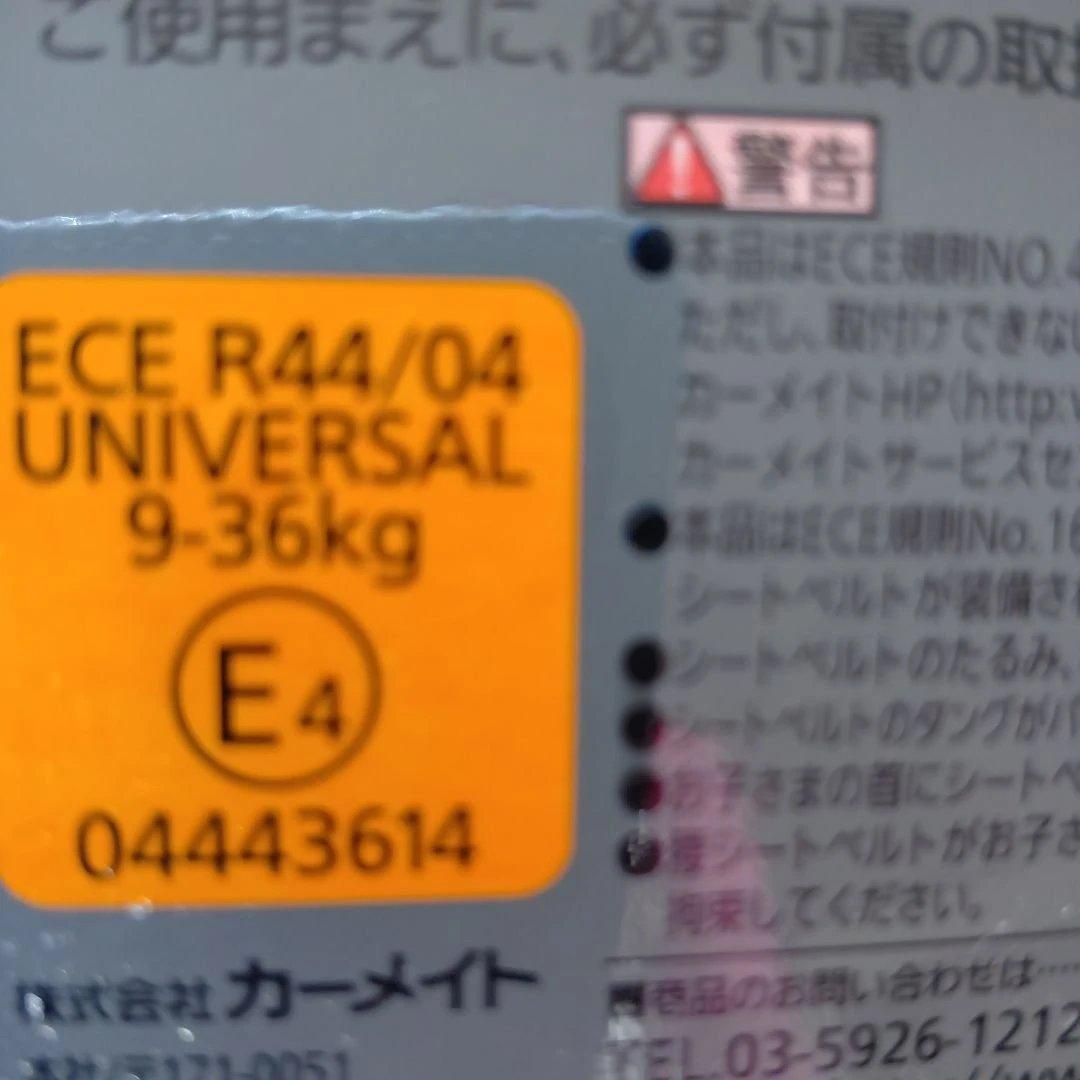 ご使用まえに、必ず付属の取
警告
●本品はECE規則NO.4
ただし、取付けできない
カーメイトHP(http:
カーメイトサービスセ
●本品はECE規則No.16
シートベルトが装備され
●シートベルトのたるみ、
●シートベルトのタングがバ
●お子さまの首にシートベ
●腰シートベルトがお子さ
拘束してください。
ECE R44/04
UNIVERSAL
9-36kg
E4
04443614
株式会社カーメイト
本社/〒171-0051
のお問い合わせは……
TEL.03-5926-1212